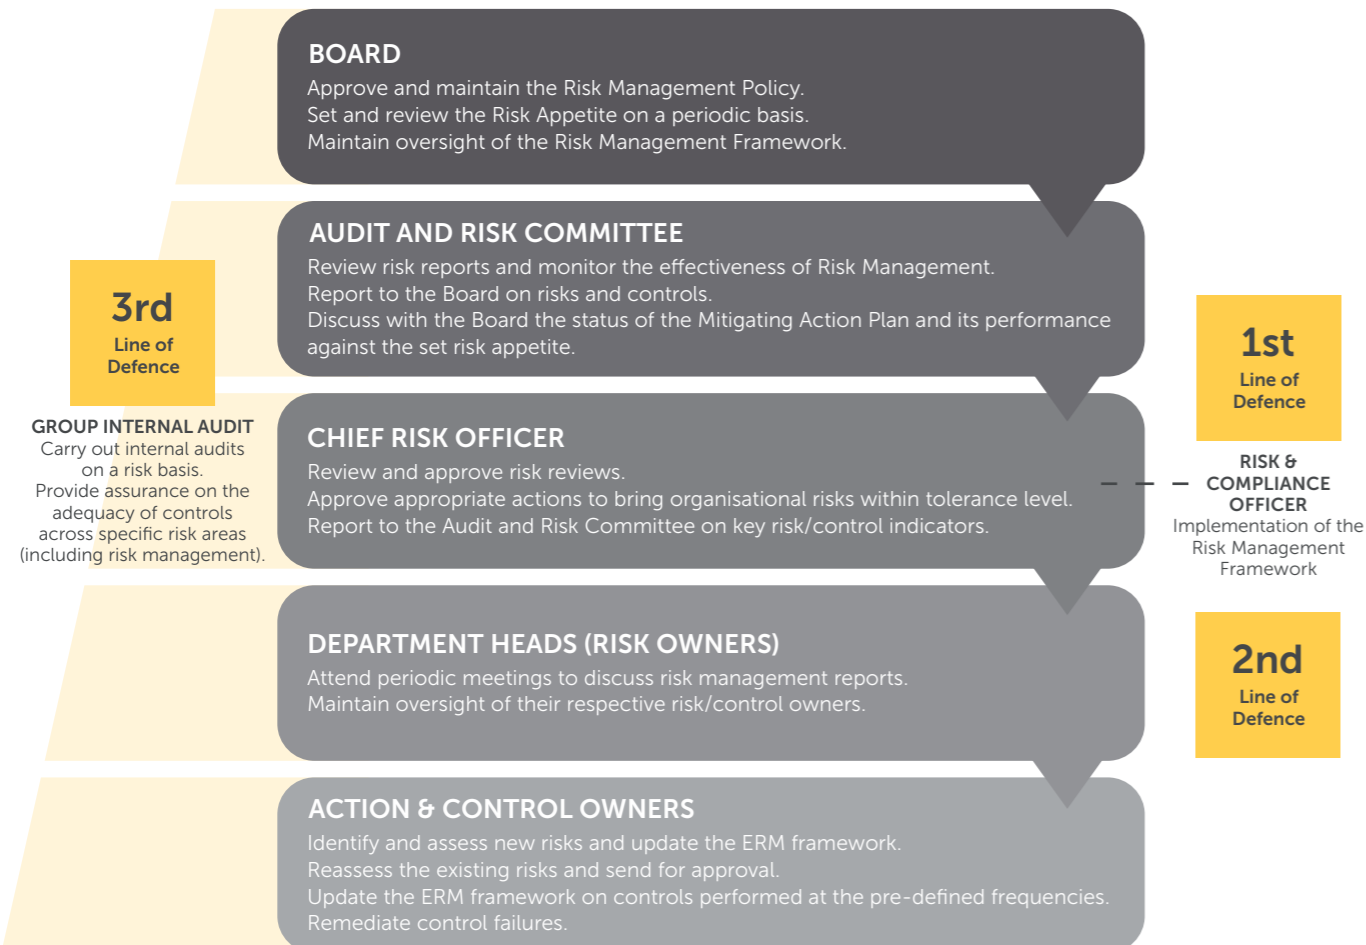 BOARD
Approve and maintain the Risk Management Policy.
Set and review the Risk Appetite on a periodic basis.
Maintain oversight of the Risk Management Framework.
AUDIT AND RISK COMMITTEE
Review risk reports and monitor the effectiveness of Risk Management.
Report to the Board on risks and controls.
Discuss with the Board the status of the Mitigating Action Plan and its performance
against the set risk appetite.
3rd
Line of
Defence
GROUP INTERNAL AUDIT
Carry out internal audits
on a risk basis.
Provide assurance on the
adequacy of controls
across specific risk areas
(including risk management).
CHIEF RISK OFFICER
Review and approve risk reviews.
Approve appropriate actions to bring organisational risks within tolerance level.
Report to the Audit and Risk Committee on key risk/control indicators.
1st
Line of
Defence
RISK &
COMPLIANCE
OFFICER
Implementation of the
Risk Management
Framework
DEPARTMENT HEADS (RISK OWNERS)
Attend periodic meetings to discuss risk management reports.
Maintain oversight of their respective risk/control owners.
2nd
Line of
Defence
ACTION & CONTROL OWNERS
Identify and assess new risks and update the ERM framework.
Reassess the existing risks and send for approval.
Update the ERM framework on controls performed at the pre-defined frequencies.
Remediate control failures.